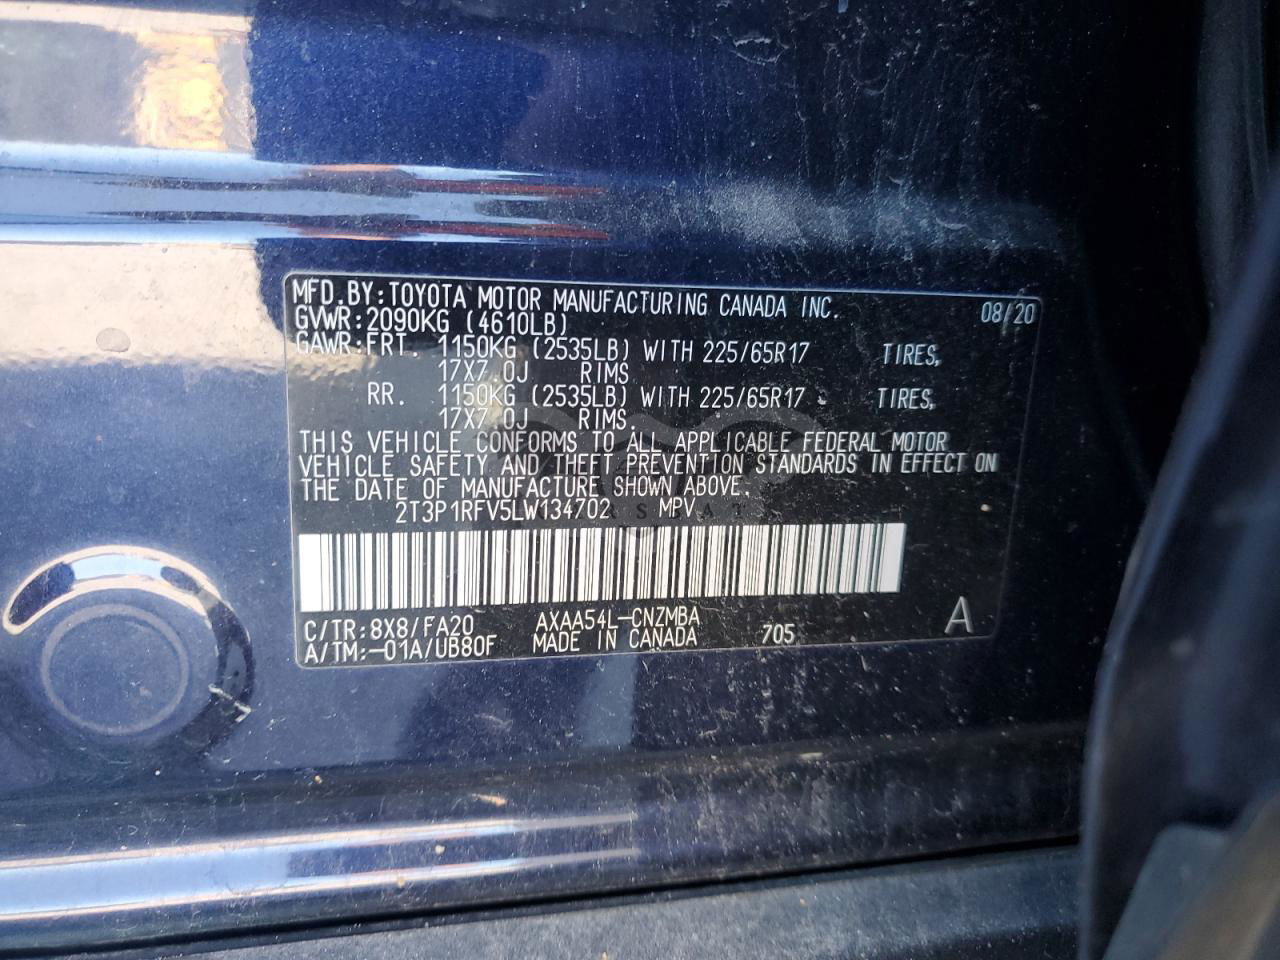 MFD.BY:TOYOTA MOTOR MANUFACTURING CANADA INC. 08/20
GVWR:2090KG (4610LB)
GAWR:FRT. 1150KG (2535LB) WITH 225/65R17 TIRES,
17X7.0J RIMS
RR. 1150KG (2535LB) WITH 225/65R17 TIRES,
17X7.0J RIMS.
THIS VEHICLE CONFORMS TO ALL APPLICABLE FEDERAL MOTOR
VEHICLE SAFETY AND THEFT PREVENTION STANDARDS IN EFFECT ON
THE DATE OF MANUFACTURE SHOWN ABOVE.
2T3P1RFV5LW134702 MPV
C/TR:8X8/FA20 AXAA54L-CNZMBA
A/TM:-01A/UB80F MADE IN CANADA 705 A